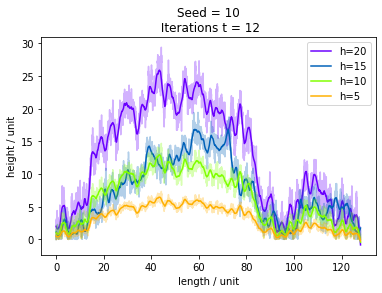 Seed = 10
Iterations t = 12
height / unit
30
25
20
15
10
5
0
h=20
h=15
h=10
h=5
0
20
40
60
80
100
120
length / unit